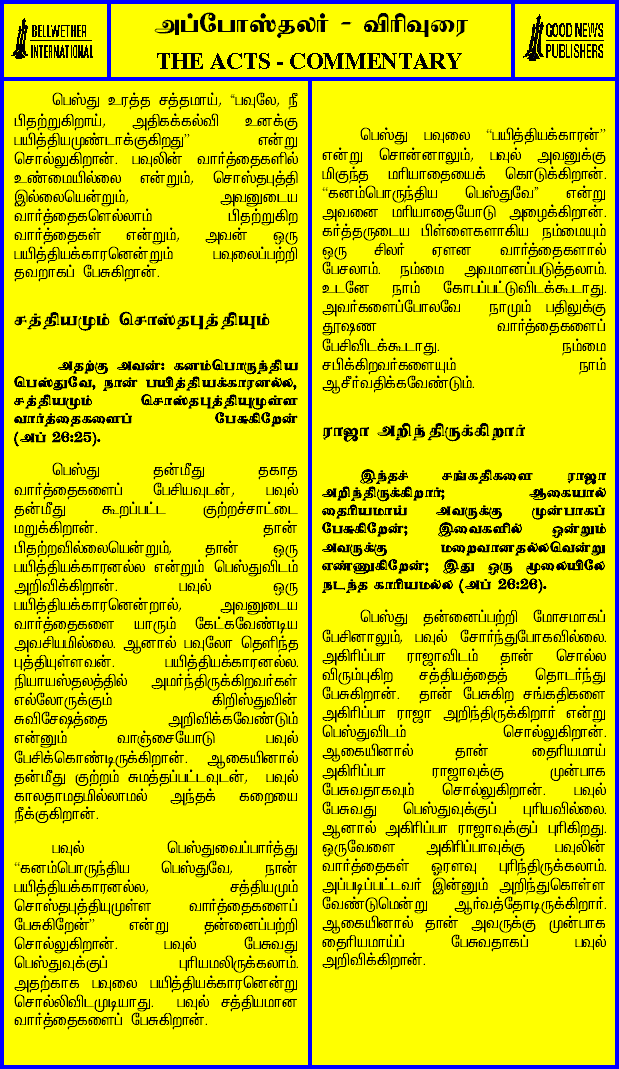 BELLWETHER
INTERNATIONAL
அப்போஸ்தலர் - விரிவுரை
THE ACTS - COMMENTARY
GOOD NEWS
PUBLISHERS
பெஸ்து உரத்த சத்தமாய், “பவுலே, நீ
பிதற்றுகிறாய், அதிகக்கல்வி உனக்கு
பயித்தியமுண்டாக்குகிறது” என்று
சொல்லுகிறான். பவுலின் வார்த்தைகளில்
உண்மையில்லை என்றும், சொஸ்தபுத்தி
இல்லையென்றும், அவனுடைய
வார்த்தைகளெல்லாம் பிதற்றுகிற
வார்த்தைகள் என்றும், அவன் ஒரு
பயித்தியக்காரனென்றும் பவுலைப்பற்றி
தவறாகப் பேசுகிறான்.
சத்தியமும் சொஸ்தபுத்தியும்
அதற்கு அவன்: கனம்பொருந்திய
பெஸ்துவே, நான் பயித்தியக்காரனல்ல,
சத்தியமும் சொஸ்தபுத்தியுமுள்ள
வார்த்தைகளைப் பேசுகிறேன்
(அப் 26:25).
பெஸ்து தன்மீது தகாத
வார்த்தைகளைப் பேசியவுடன், பவுல்
தன்மீது கூறப்பட்ட குற்றச்சாட்டை
மறுக்கிறான். தான்
பிதற்றவில்லையென்றும், தான் ஒரு
பயித்தியக்காரனல்ல என்றும் பெஸ்துவிடம்
அறிவிக்கிறான். பவுல் ஒரு
பயித்தியக்காரனென்றால், அவனுடைய
வார்த்தைகளை யாரும் கேட்கவேண்டிய
அவசியமில்லை. ஆனால் பவுலோ தெளிந்த
புத்தியுள்ளவன். பயித்தியக்காரனல்ல.
நியாயஸ்தலத்தில் அமர்ந்திருக்கிறவர்கள்
எல்லோருக்கும் கிறிஸ்துவின்
சுவிசேஷத்தை அறிவிக்கவேண்டும்
என்னும் வாஞ்சையோடு பவுல்
பேசிக்கொண்டிருக்கிறான். ஆகையினால்
தன்மீது குற்றம் சுமத்தப்பட்டவுடன், பவுல்
காலதாமதமில்லாமல் அந்தக் கறையை
நீக்குகிறான்.
பவுல் பெஸ்துவைப்பார்த்து
“கனம்பொருந்திய பெஸ்துவே, நான்
பயித்தியக்காரனல்ல, சத்தியமும்
சொஸ்தபுத்தியுமுள்ள வார்த்தைகளைப்
பேசுகிறேன்” என்று தன்னைப்பற்றி
சொல்லுகிறான். பவுல் பேசுவது
பெஸ்துவுக்குப் புரியமலிருக்கலாம்.
அதற்காக பவுலை பயித்தியக்காரனென்று
சொல்லிவிடமுடியாது. பவுல் சத்தியமான
வார்த்தைகளைப் பேசுகிறான்.
பெஸ்து பவுலை “பயித்தியக்காரன்”
என்று சொன்னாலும், பவுல் அவனுக்கு
மிகுந்த மரியாதையைக் கொடுக்கிறான்.
“கனம்பொருந்திய பெஸ்துவே” என்று
அவனை மரியாதையோடு அழைக்கிறான்.
கர்த்தருடைய பிள்ளைகளாகிய நம்மையும்
ஒரு சிலர் ஏளன வார்த்தைகளால்
பேசலாம். நம்மை அவமானப்படுத்தலாம்.
உடனே நாம் கோபப்பட்டுவிடக்கூடாது.
அவர்களைப்போலவே நாமும் பதிலுக்கு
தூஷண வார்த்தைகளைப்
பேசிவிடக்கூடாது. நம்மை
சபிக்கிறவர்களையும் நாம்
ஆசீர்வதிக்கவேண்டும்.
ராஜா அறிந்திருக்கிறார்
இந்தச் சங்கதிகளை ராஜா
அறிந்திருக்கிறார்; ஆகையால்
தைரியமாய் அவருக்கு முன்பாகப்
பேசுகிறேன்; இவைகளில் ஒன்றும்
அவருக்கு மறைவானதல்லவென்று
எண்ணுகிறேன்; இது ஒரு மூலையிலே
நடந்த காரியமல்ல (அப் 26:26).
பெஸ்து தன்னைப்பற்றி மோசமாகப்
பேசினாலும், பவுல் சோர்ந்துபோகவில்லை.
அகிரிப்பா ராஜாவிடம் தான் சொல்ல
விரும்புகிற சத்தியத்தைத் தொடர்ந்து
பேசுகிறான். தான் பேசுகிற சங்கதிகளை
அகிரிப்பா ராஜா அறிந்திருக்கிறார் என்று
பெஸ்துவிடம் சொல்லுகிறான்.
ஆகையினால் தான் தைரியமாய்
அகிரிப்பா ராஜாவுக்கு முன்பாக
பேசுவதாகவும் சொல்லுகிறான். பவுல்
பேசுவது பெஸ்துவுக்குப் புரியவில்லை.
ஆனால் அகிரிப்பா ராஜாவுக்குப் புரிகிறது.
ஒருவேளை அகிரிப்பாவுக்கு பவுலின்
வார்த்தைகள் ஓரளவு புரிந்திருக்கலாம்.
அப்படிப்பட்டவர் இன்னும் அறிந்துகொள்ள
வேண்டுமென்று ஆர்வத்தோடிருக்கிறார்.
ஆகையினால் தான் அவருக்கு முன்பாக
தைரியமாய்ப் பேசுவதாகப் பவுல்
அறிவிக்கிறான்.